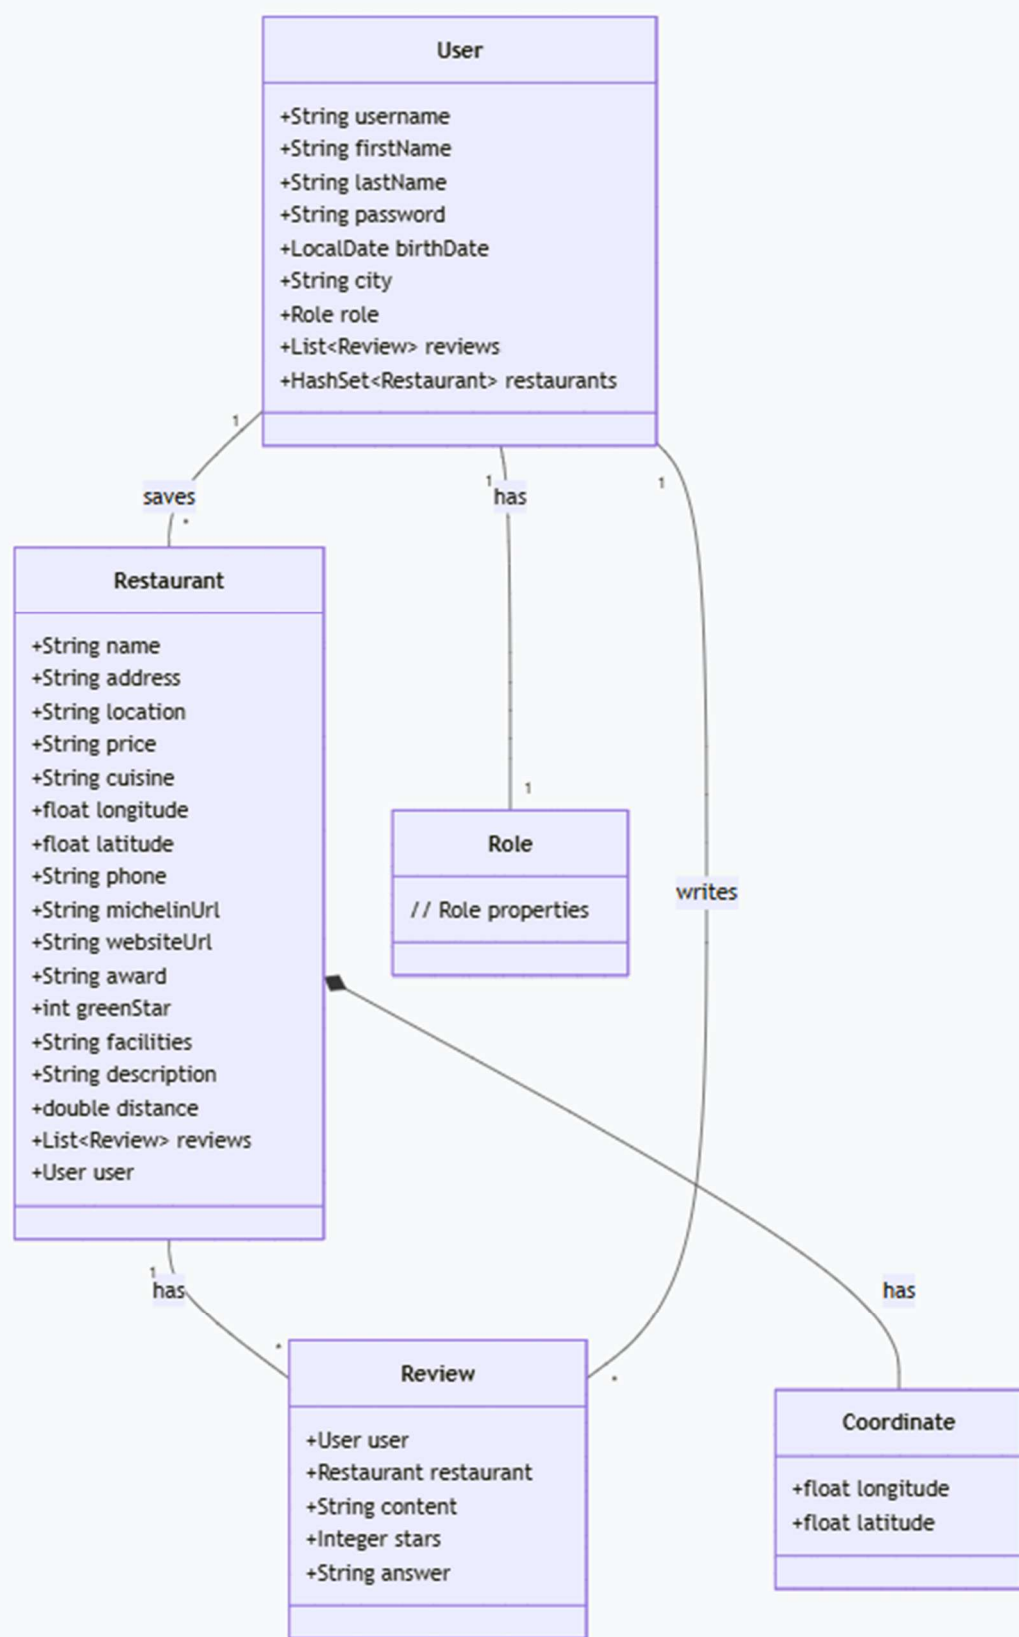 User
+String username
+String firstName
+String lastName
+String password
+LocalDate birthDate
+String city
+Role role
+List<Review> reviews
+HashSet<Restaurant> restaurants
1
saves
*
1
has
1
1
writes
*
Restaurant
+String name
+String address
+String location
+String price
+String cuisine
+float longitude
+float latitude
+String phone
+String michelinUrl
+String websiteUrl
+String award
+int greenStar
+String facilities
+String description
+double distance
+List<Review> reviews
+User user
Role
// Role properties
1
has
*
has
Review
+User user
+Restaurant restaurant
+String content
+Integer stars
+String answer
Coordinate
+float longitude
+float latitude